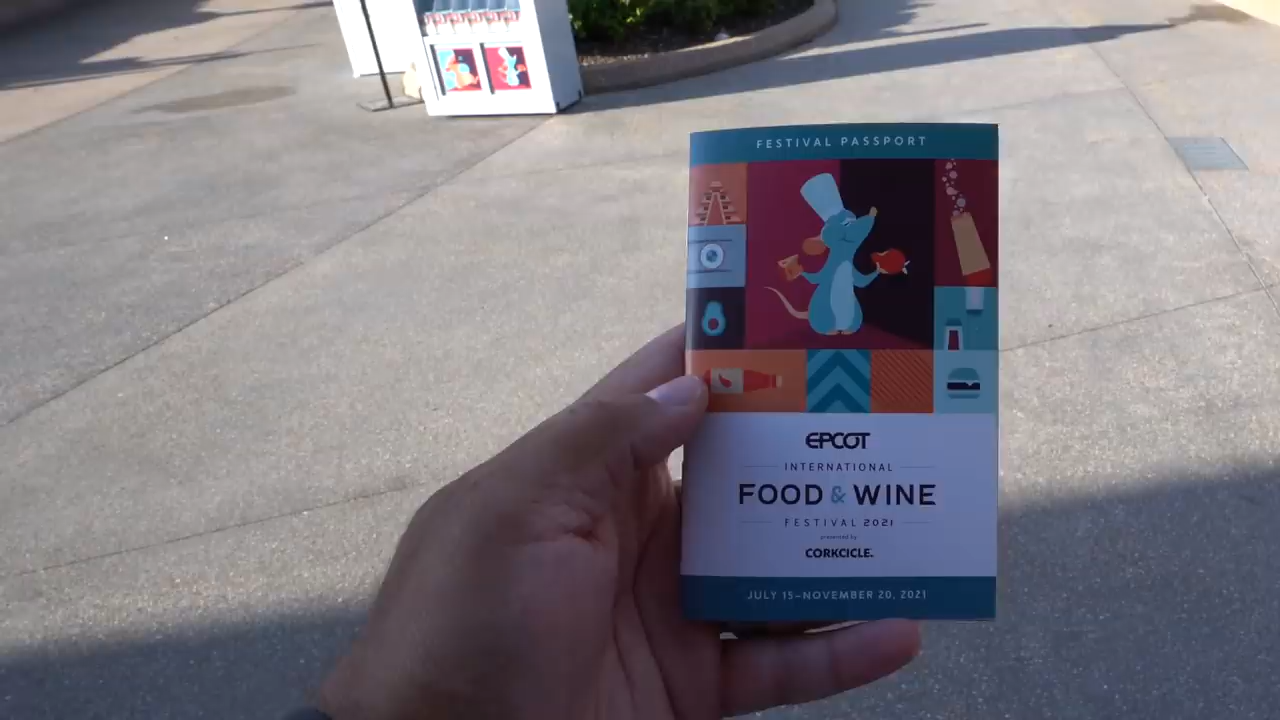 FESTIVAL PASSPORT
EPCOT
INTERNATIONAL
FOOD & WINE
FESTIVAL 2021
presented by
CORKCICLE.
JULY 15–NOVEMBER 20, 2021